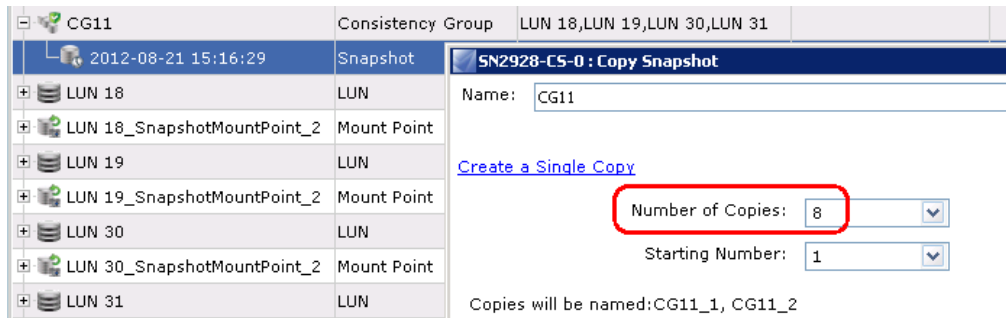 CG11 Consistency Group LUN 18,LUN 19,LUN 30,LUN 31
2012-08-21 15:16:29 Snapshot
LUN 18 LUN
LUN 18_SnapshotMountPoint_2 Mount Point
LUN 19 LUN
LUN 19_SnapshotMountPoint_2 Mount Point
LUN 30 LUN
LUN 30_SnapshotMountPoint_2 Mount Point
LUN 31 LUN
SN2928-CS-0 : Copy Snapshot
Name: CG11
Create a Single Copy
Number of Copies: 8
Starting Number: 1
Copies will be named:CG11_1, CG11_2